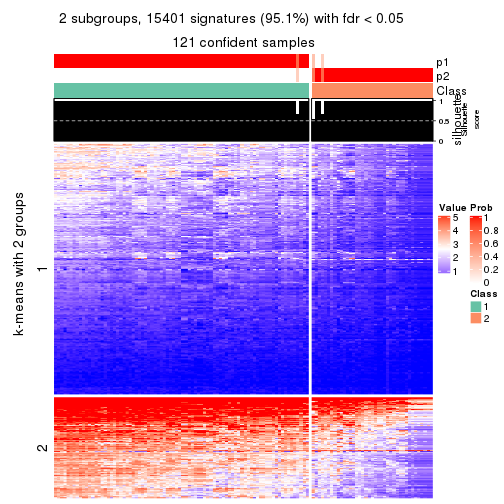 2 subgroups, 15401 signatures (95.1%) with fdr < 0.05
121 confident samples
p1
p2
Class
1
0.5
0
silhouette
Silhouette
score
k-means with 2 groups
1
2
Value
5
4
3
2
1
Prob
1
0.8
0.6
0.4
0.2
0
Class
1
2